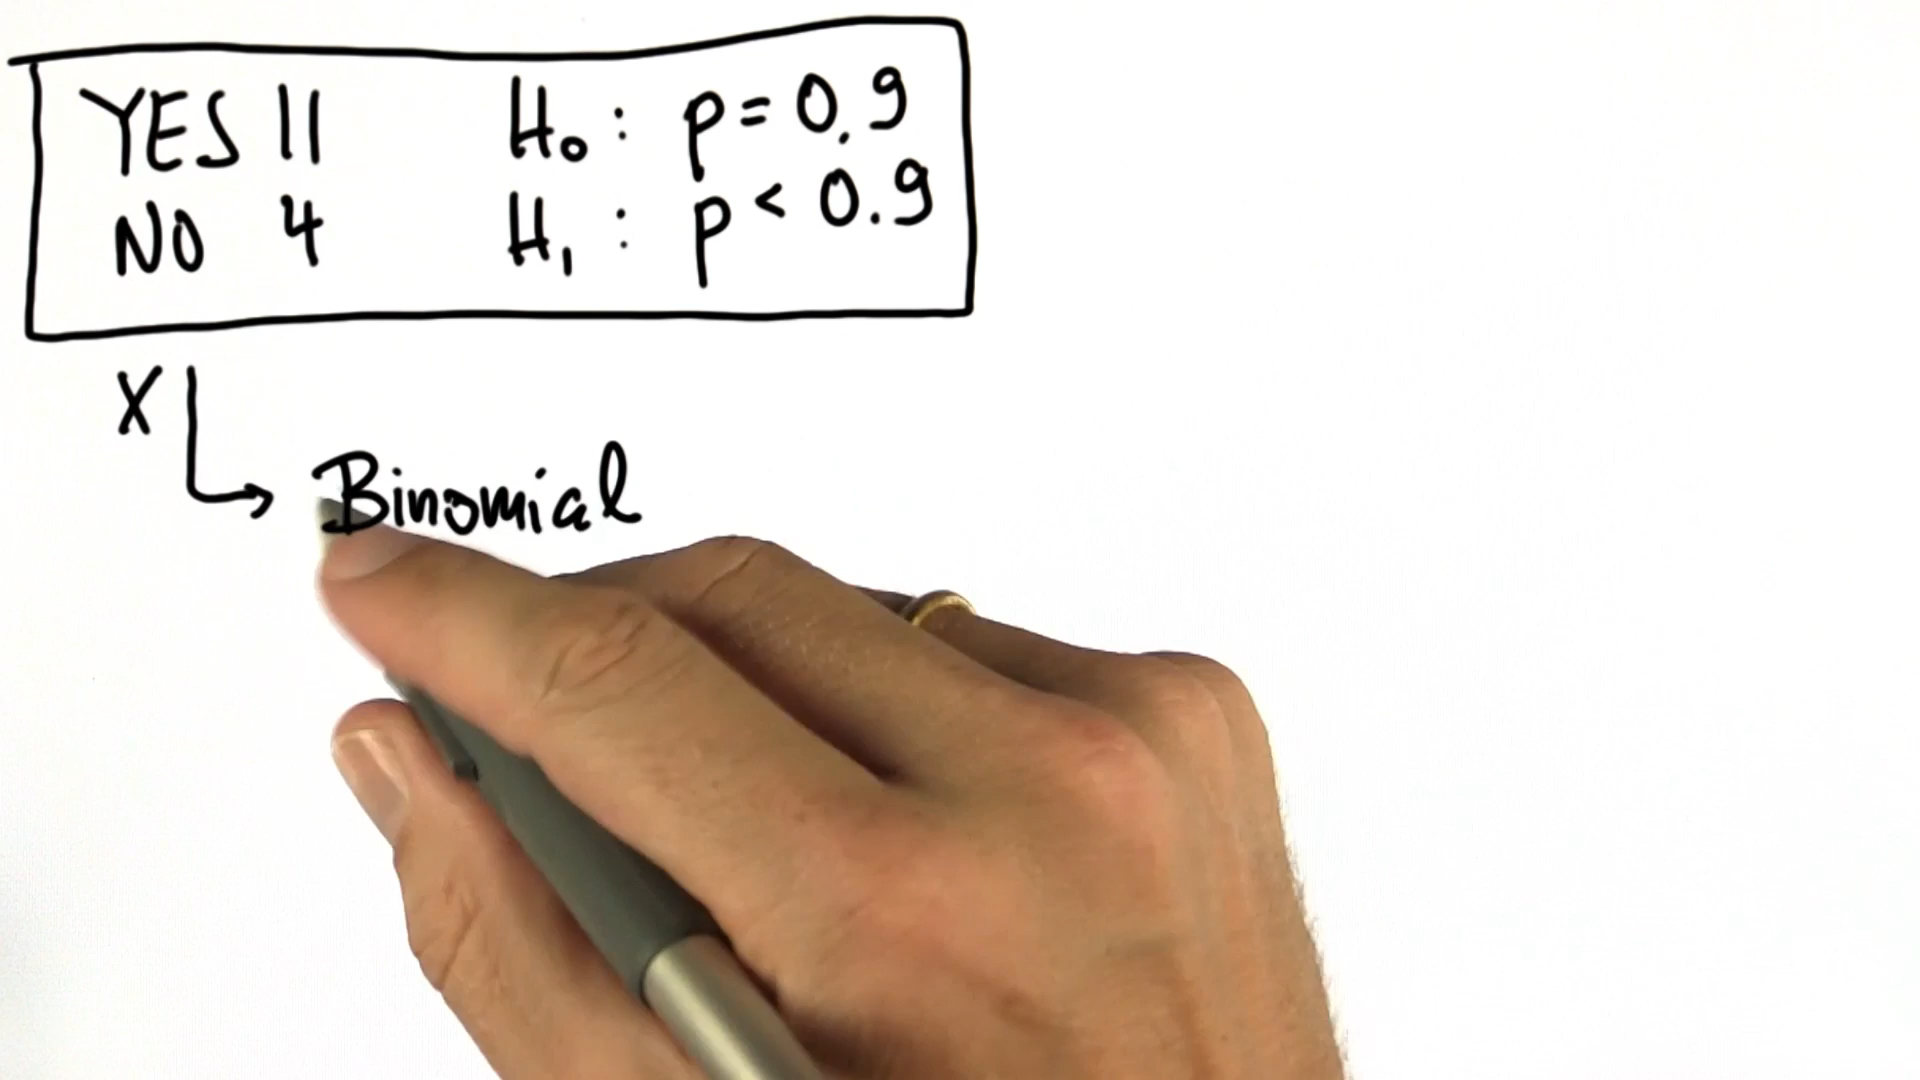 YES 11 H₀ : p = 0.9
NO 4 H₁ : p < 0.9
X
Binomial